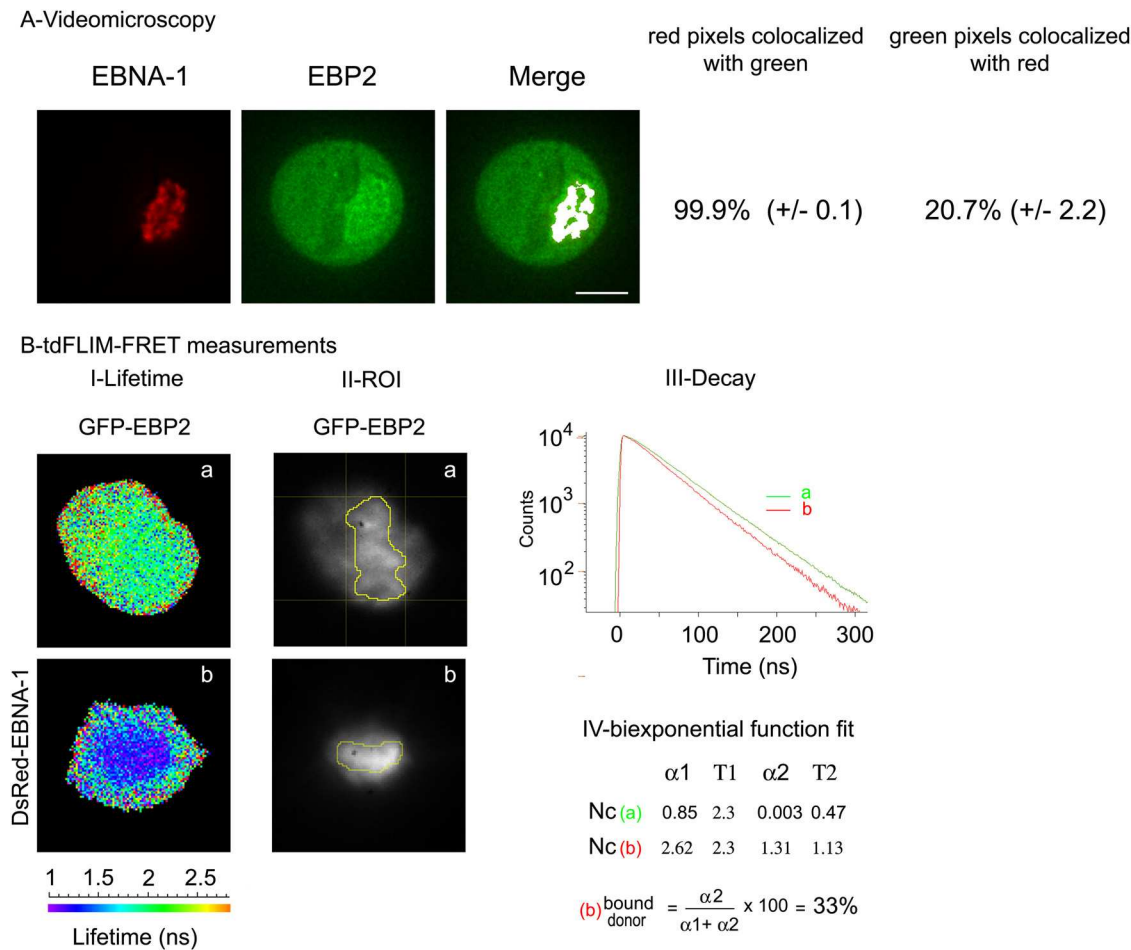 A-Videomicroscopy
red pixels colocalized
with green
green pixels colocalized
with red
EBNA-1
EBP2
Merge
99.9% (+/- 0.1)
20.7% (+/- 2.2)
B-tdFLIM-FRET measurements
I-Lifetime
II-ROI
III-Decay
GFP-EBP2
GFP-EBP2
a
a
DsRed-EBNA-1
b
b
1 1.5 2 2.5
Lifetime (ns)
Counts
10^4
10^3
10^2
a
b
0 100 200 300
Time (ns)
IV-biexponential function fit
α1 T1 α2 T2
Nc (a) 0.85 2.3 0.003 0.47
Nc (b) 2.62 2.3 1.31 1.13
(b) bound donor = α2 / α1+ α2 x 100 = 33%